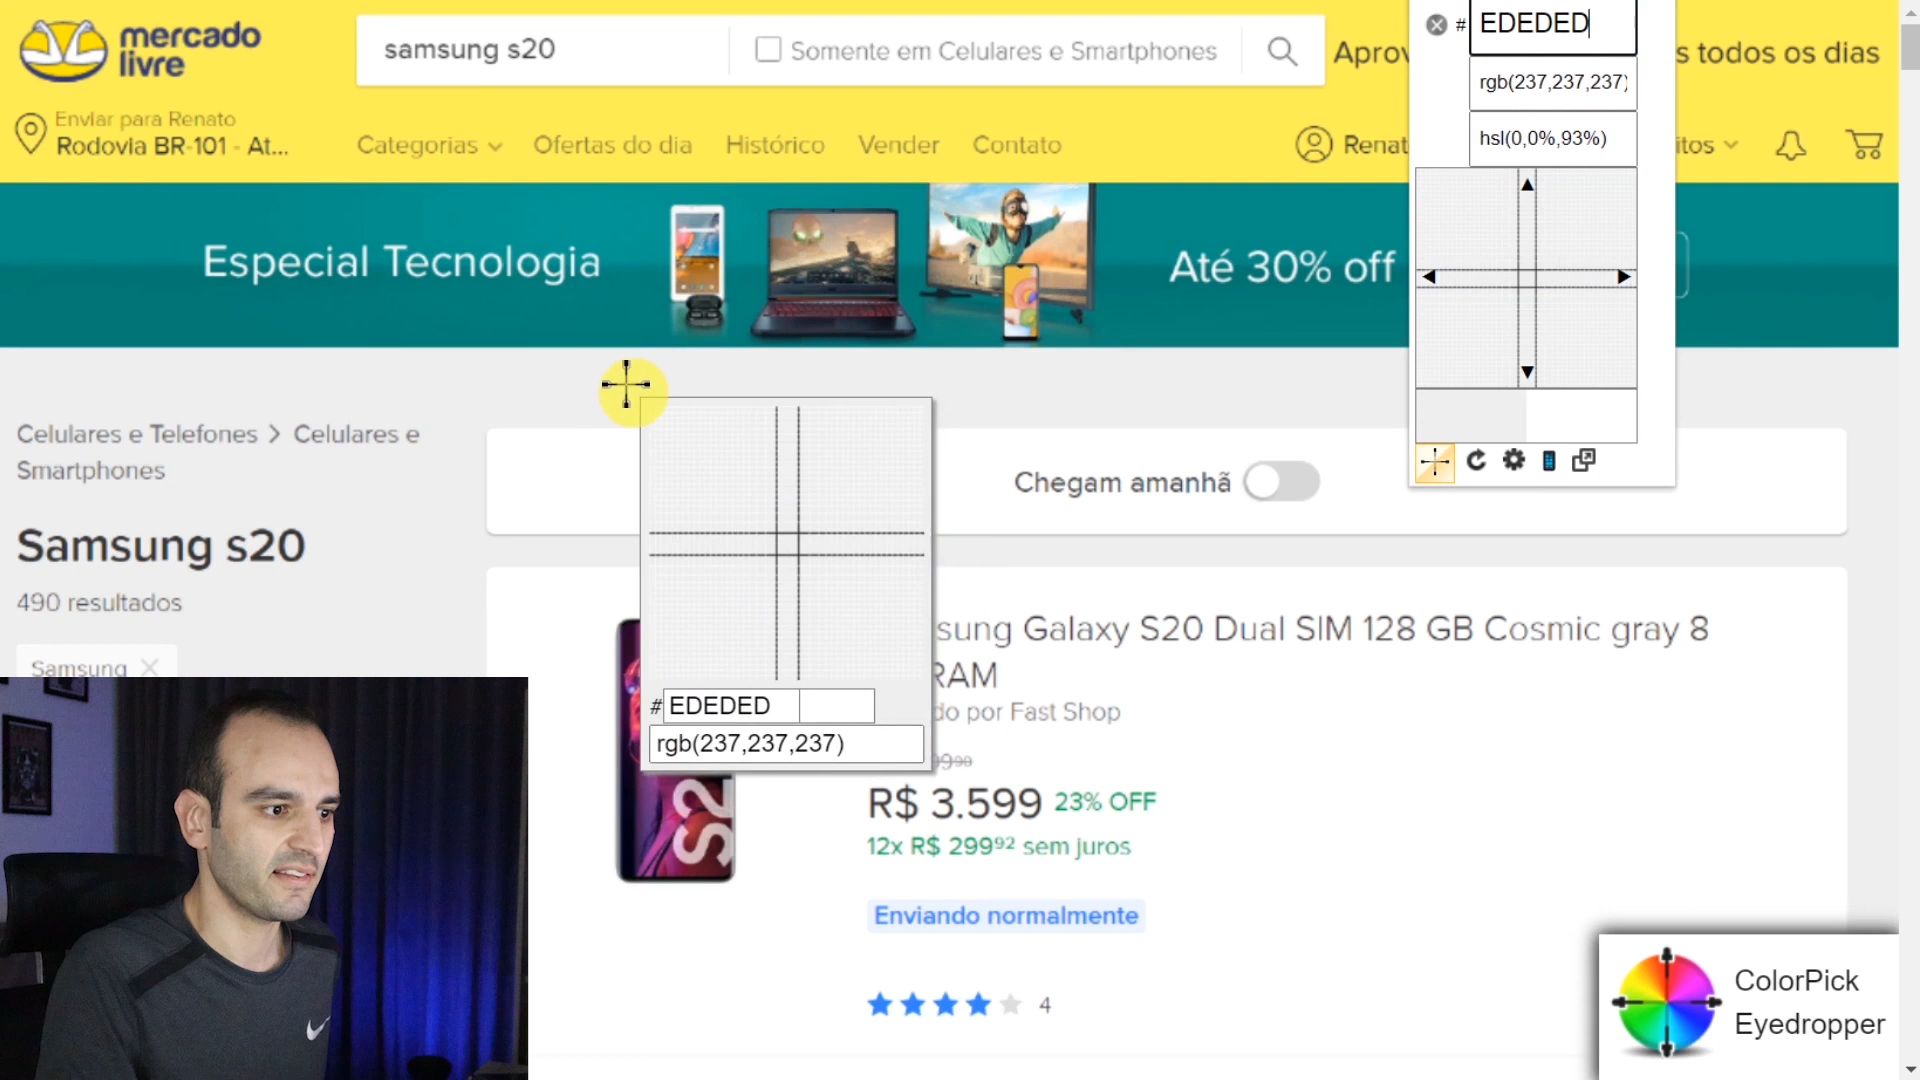 mercado
livre
samsung s20
Somente em Celulares e Smartphones
Aprov
s todos os dias
Enviar para Renato
Rodovia BR-101 - At...
Categorias
Ofertas do dia
Histórico
Vender
Contato
Renat
itos
# EDEDED
rgb(237,237,237)
hsl(0,0%,93%)
Especial Tecnologia
Até 30% off
Celulares e Telefones > Celulares e
Smartphones
Chegam amanhã
Samsung s20
490 resultados
Samsung
# EDEDED
rgb(237,237,237)
sung Galaxy S20 Dual SIM 128 GB Cosmic gray 8
RAM
do por Fast Shop
R$ 3.599 23% OFF
12x R$ 299⁹² sem juros
Enviando normalmente
4
S2
ColorPick
Eyedropper